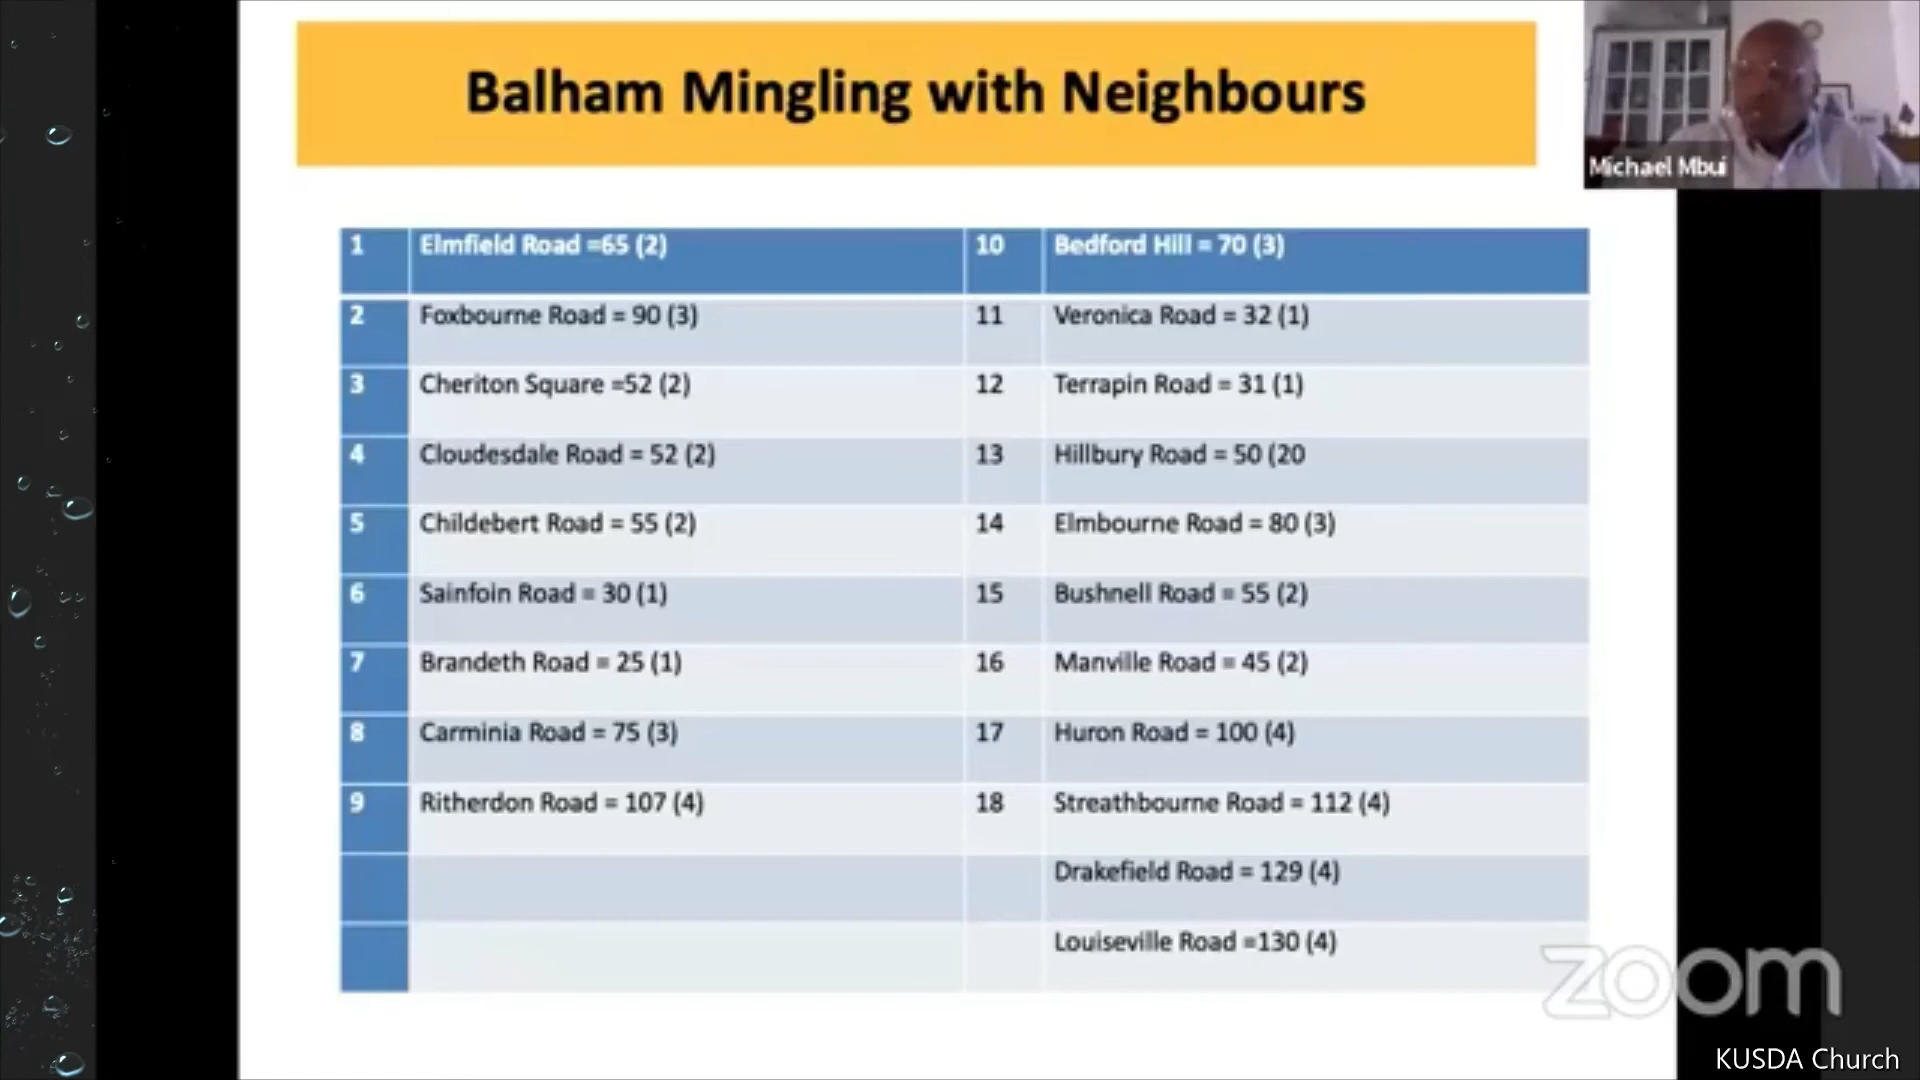 Balham Mingling with Neighbours
Michael Mbui
1 Elmfield Road =65 (2) 10 Bedford Hill = 70 (3)
2 Foxbourne Road = 90 (3) 11 Veronica Road = 32 (1)
3 Cheriton Square =52 (2) 12 Terrapin Road = 31 (1)
4 Cloudesdale Road = 52 (2) 13 Hillbury Road = 50 (20
5 Childebert Road = 55 (2) 14 Elmbourne Road = 80 (3)
6 Sainfoin Road = 30 (1) 15 Bushnell Road = 55 (2)
7 Brandeth Road = 25 (1) 16 Manville Road = 45 (2)
8 Carminia Road = 75 (3) 17 Huron Road = 100 (4)
9 Ritherdon Road = 107 (4) 18 Streathbourne Road = 112 (4)
Drakefield Road = 129 (4)
Louiseville Road =130 (4)
zoom
KUSDA Church